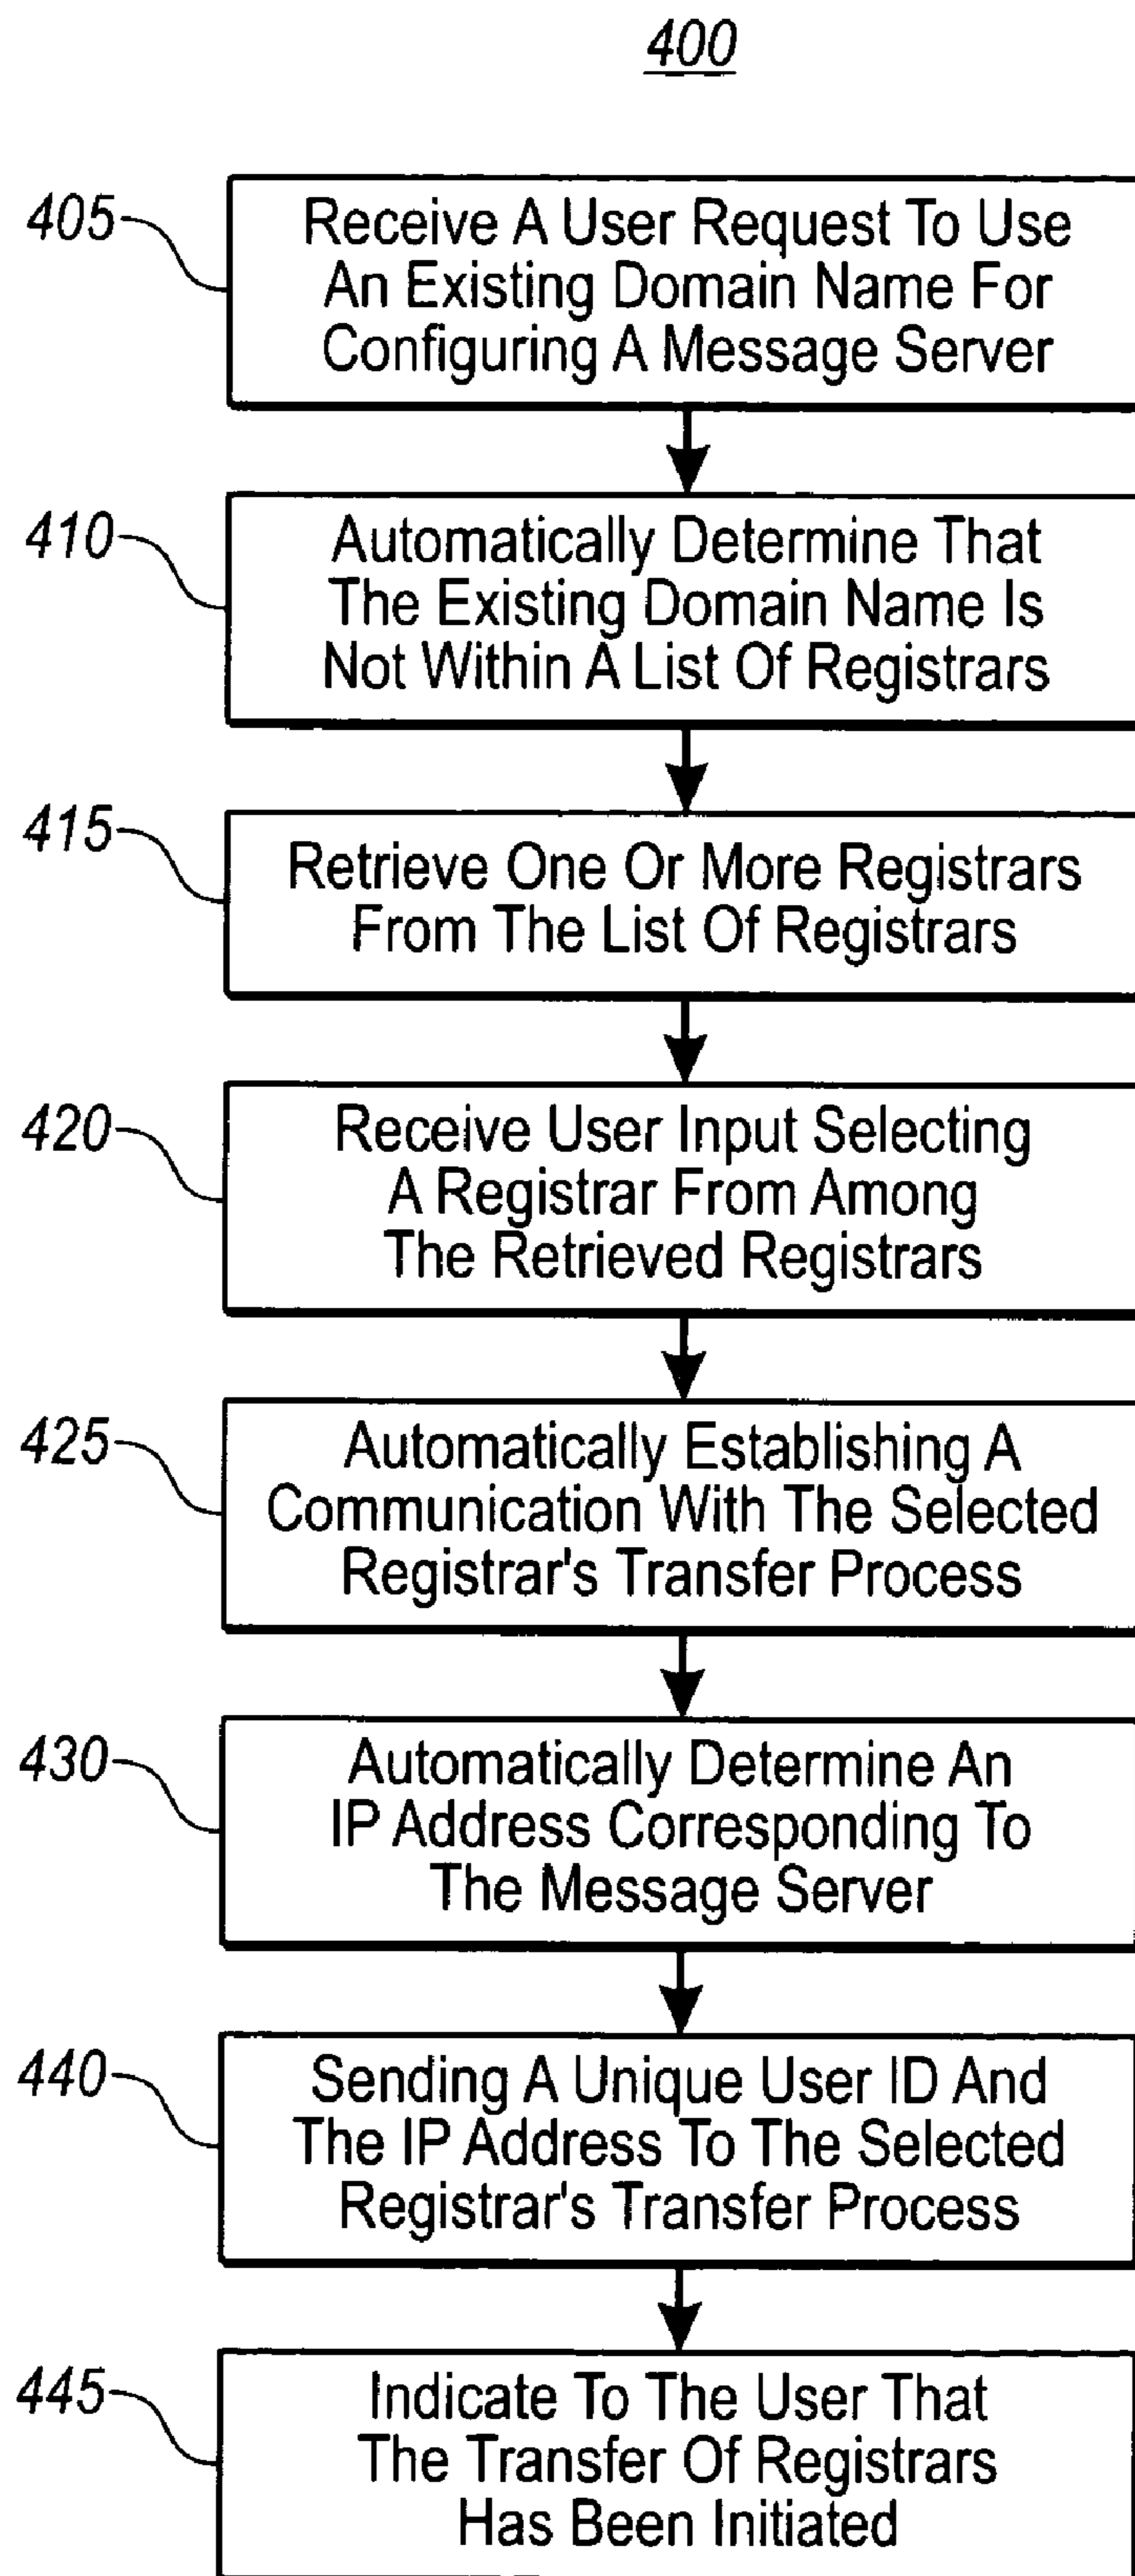 400
405
Receive A User Request To Use
An Existing Domain Name For
Configuring A Message Server
410
Automatically Determine That
The Existing Domain Name Is
Not Within A List Of Registrars
415
Retrieve One Or More Registrars
From The List Of Registrars
420
Receive User Input Selecting
A Registrar From Among
The Retrieved Registrars
425
Automatically Establishing A
Communication With The Selected
Registrar's Transfer Process
430
Automatically Determine An
IP Address Corresponding To
The Message Server
440
Sending A Unique User ID And
The IP Address To The Selected
Registrar's Transfer Process
445
Indicate To The User That
The Transfer Of Registrars
Has Been Initiated